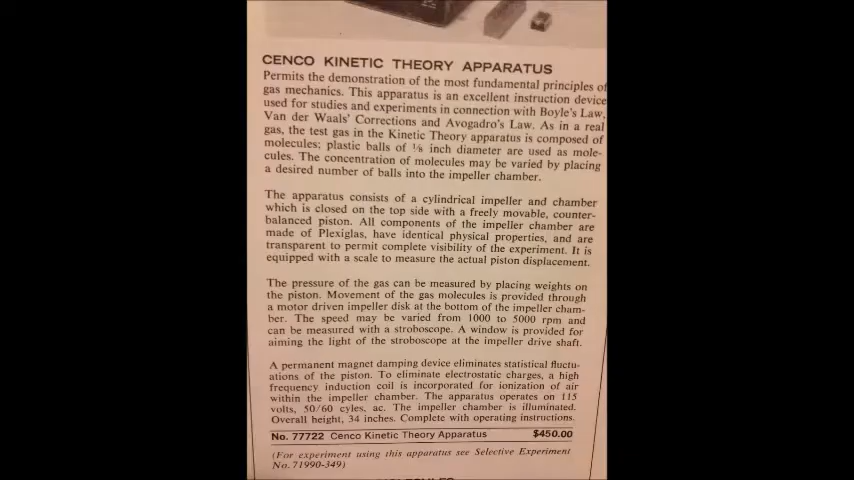 CENCO KINETIC THEORY APPARATUS
Permits the demonstration of the most fundamental principles of
gas mechanics. This apparatus is an excellent instruction device
used for studies and experiments in connection with Boyle's Law,
Van der Waals' Corrections and Avogadro's Law. As in a real
gas, the test gas in the Kinetic Theory apparatus is composed of
molecules; plastic balls of ⅛ inch diameter are used as mole-
cules. The concentration of molecules may be varied by placing
a desired number of balls into the impeller chamber.
The apparatus consists of a cylindrical impeller and chamber
which is closed on the top side with a freely movable, counter-
balanced piston. All components of the impeller chamber are
made of Plexiglas, have identical physical properties, and are
transparent to permit complete visibility of the experiment. It is
equipped with a scale to measure the actual piston displacement.
The pressure of the gas can be measured by placing weights on
the piston. Movement of the gas molecules is provided through
a motor driven impeller disk at the bottom of the impeller cham-
ber. The speed may be varied from 1000 to 5000 rpm and
can be measured with a stroboscope. A window is provided for
aiming the light of the stroboscope at the impeller drive shaft.
A permanent magnet damping device eliminates statistical fluctu-
ations of the piston. To eliminate electrostatic charges, a high
frequency induction coil is incorporated for ionization of air
within the impeller chamber. The apparatus operates on 115
volts, 50/60 cyles, ac. The impeller chamber is illuminated.
Overall height, 34 inches. Complete with operating instructions.
No. 77722 Cenco Kinetic Theory Apparatus $450.00
(For experiment using this apparatus see Selective Experiment
No. 71990-349)